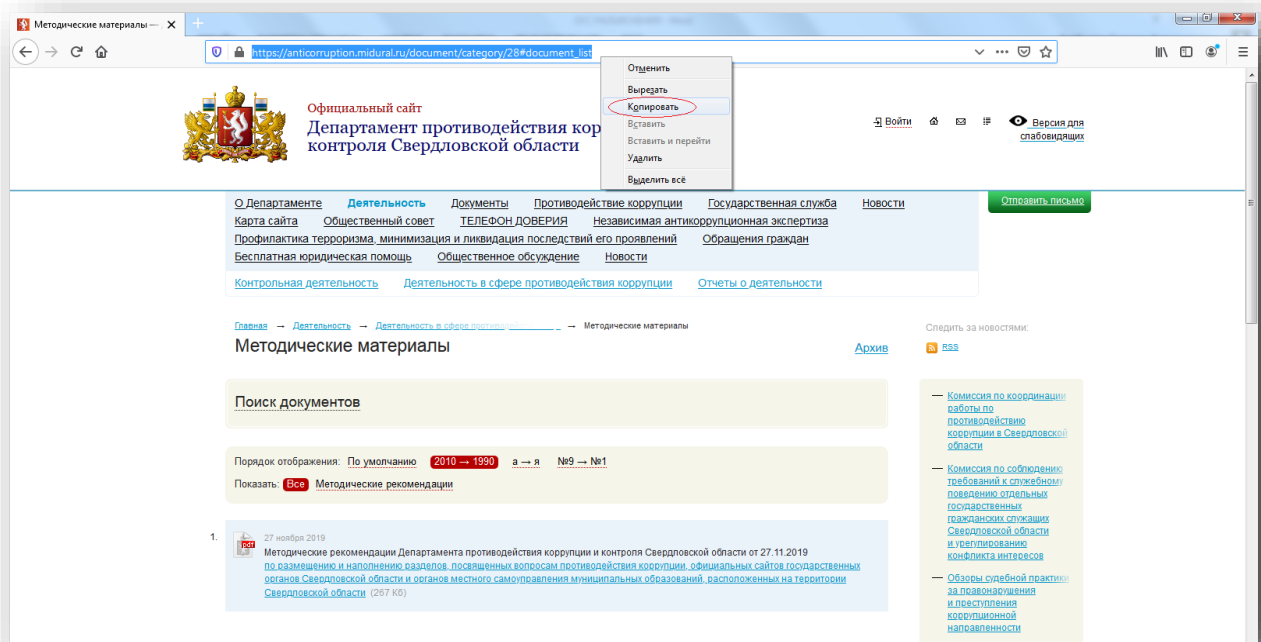 Методические материалы —
https://anticorruption.midural.ru/document/category/28#document_list
Отменить
Вырезать
Копировать
Вставить
Вставить и перейти
Удалить
Выделить всё
Официальный сайт
Департамент противодействия кор
контроля Свердловской области
Войти
Версия для
слабовидящих
О Департаменте Деятельность Документы Противодействие коррупции Государственная служба Новости
Карта сайта Общественный совет ТЕЛЕФОН ДОВЕРИЯ Независимая антикоррупционная экспертиза
Профилактика терроризма, минимизация и ликвидация последствий его проявлений Обращения граждан
Бесплатная юридическая помощь Общественное обсуждение Новости
Отправить письмо
Контрольная деятельность Деятельность в сфере противодействия коррупции Отчеты о деятельности
Главная → Деятельность → Деятельность в сфере → Методические материалы
Методические материалы
Архив
Следить за новостями:
RSS
Поиск документов
Порядок отображения: По умолчанию 2010 → 1990 а → я №9 → №1
Показать: Все Методические рекомендации
1.
pdf
27 ноября 2019
Методические рекомендации Департамента противодействия коррупции и контроля Свердловской области от 27.11.2019
по размещению и наполнению разделов, посвященных вопросам противодействия коррупции, официальных сайтов государственных
органов Свердловской области и органов местного самоуправления муниципальных образований, расположенных на территории
Свердловской области (267 Кб)
— Комиссия по координации
работы по
противодействию
коррупции в Свердловской
области
— Комиссия по соблюдению
требований к служебному
поведению отдельных
государственных
гражданских служащих
Свердловской области
и урегулированию
конфликта интересов
— Обзоры судебной практики
за правонарушения
и преступления
коррупционной
направленности